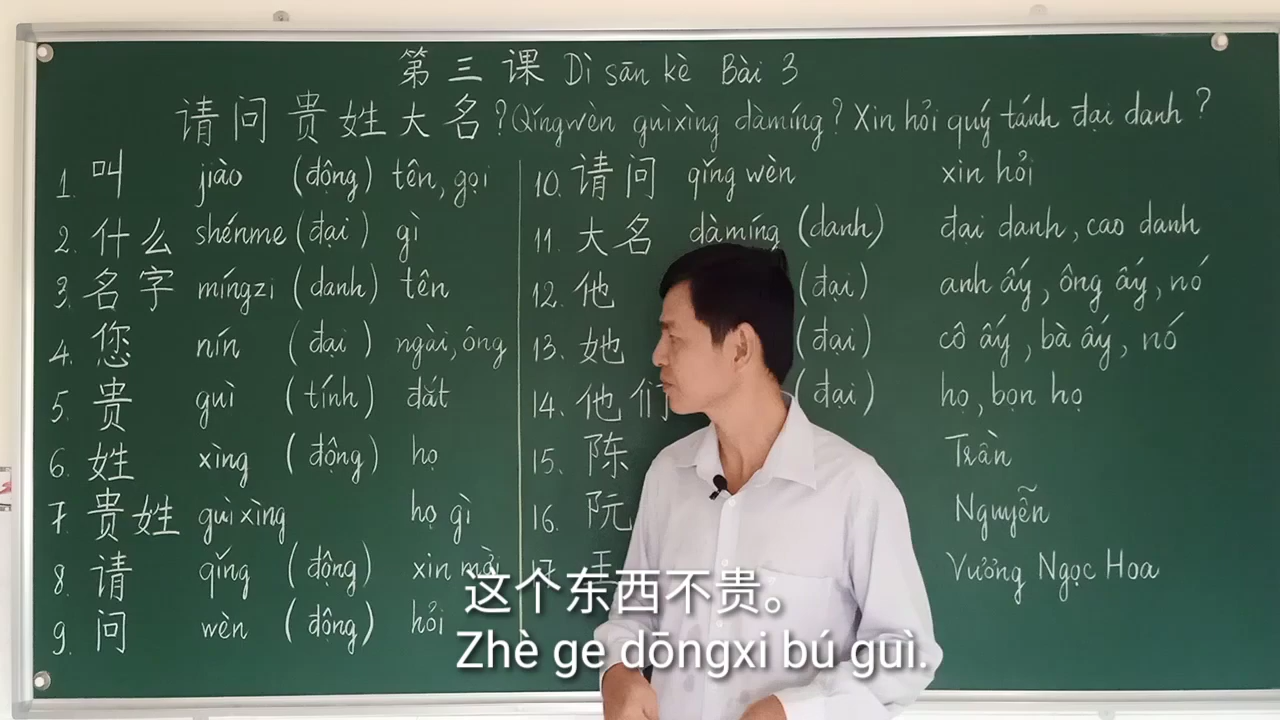 第三课 Dì sān kè Bài 3
请问贵姓大名? Qǐngwèn guìxìng dàmíng? Xin hỏi quý tánh đại danh?
1. 叫 jiào (động) tên, gọi
2. 什么 shénme (đại) gì
3. 名字 míngzi (danh) tên
4. 您 nín (đại) ngài, ông
5. 贵 guì (tính) đắt
6. 姓 xìng (động) họ
7. 贵姓 guìxìng họ gì
8. 请 qǐng (động) xin mời
9. 问 wèn (động) hỏi
10. 请问 qǐng wèn xin hỏi
11. 大名 dàmíng (danh) đại danh, cao danh
12. 他 (đại) anh ấy, ông ấy, nó
13. 她 (đại) cô ấy, bà ấy, nó
14. 他们 (đại) họ, bọn họ
15. 陈 Trần
16. 阮 Nguyễn
17. Vương Ngọc Hoa
这个东西不贵。
Zhè ge dōngxi bú guì.